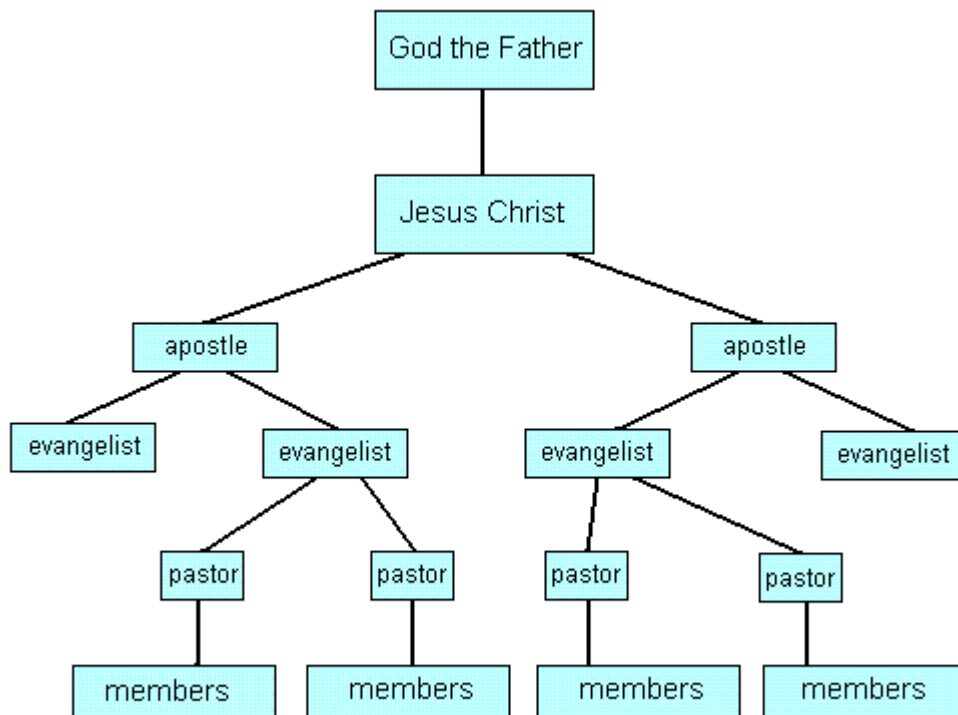 God the Father
Jesus Christ
apostle
apostle
evangelist
evangelist
evangelist
evangelist
pastor
pastor
pastor
pastor
members
members
members
members